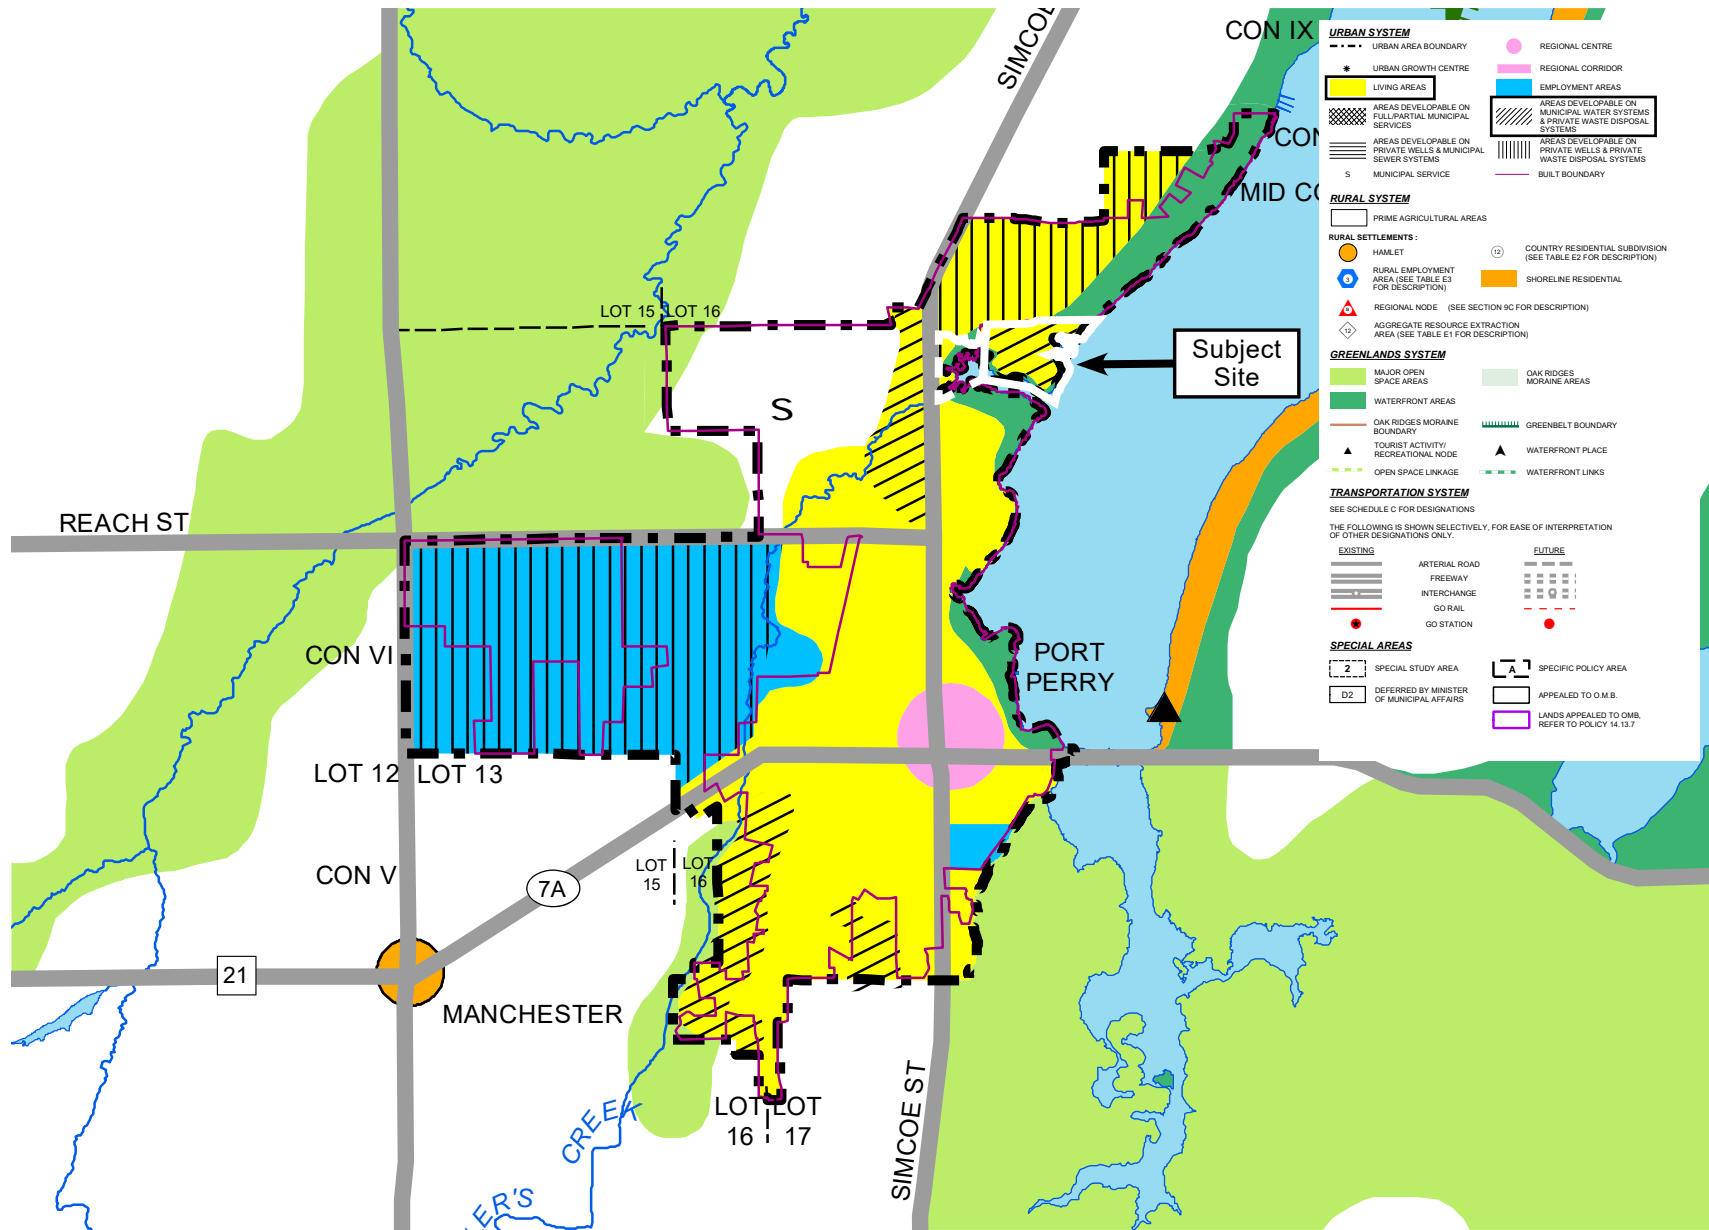 SIMCOE
CON IX
CON
MID CO
LOT 15
LOT 16
S
Subject
Site
REACH ST
CON VI
PORT
PERRY
LOT 12
LOT 13
LOT
15
LOT
16
CON V
7A
21
MANCHESTER
SIMCOE ST
LOT
16
LOT
17
CREEK
LER'S
URBAN SYSTEM
URBAN AREA BOUNDARY
REGIONAL CENTRE
URBAN GROWTH CENTRE
REGIONAL CORRIDOR
LIVING AREAS
EMPLOYMENT AREAS
AREAS DEVELOPABLE ON
FULL/PARTIAL MUNICIPAL
SERVICES
AREAS DEVELOPABLE ON
MUNICIPAL WATER SYSTEMS
& PRIVATE WASTE DISPOSAL
SYSTEMS
AREAS DEVELOPABLE ON
PRIVATE WELLS & MUNICIPAL
SEWER SYSTEMS
AREAS DEVELOPABLE ON
PRIVATE WELLS & PRIVATE
WASTE DISPOSAL SYSTEMS
S MUNICIPAL SERVICE
BUILT BOUNDARY
RURAL SYSTEM
PRIME AGRICULTURAL AREAS
RURAL SETTLEMENTS :
HAMLET
12 COUNTRY RESIDENTIAL SUBDIVISION
(SEE TABLE E2 FOR DESCRIPTION)
3 RURAL EMPLOYMENT
AREA (SEE TABLE E3
FOR DESCRIPTION)
SHORELINE RESIDENTIAL
REGIONAL NODE (SEE SECTION 9C FOR DESCRIPTION)
12 AGGREGATE RESOURCE EXTRACTION
AREA (SEE TABLE E1 FOR DESCRIPTION)
GREENLANDS SYSTEM
MAJOR OPEN
SPACE AREAS
OAK RIDGES
MORAINE AREAS
WATERFRONT AREAS
OAK RIDGES MORAINE
BOUNDARY
GREENBELT BOUNDARY
TOURIST ACTIVITY/
RECREATIONAL NODE
WATERFRONT PLACE
OPEN SPACE LINKAGE
WATERFRONT LINKS
TRANSPORTATION SYSTEM
SEE SCHEDULE C FOR DESIGNATIONS
THE FOLLOWING IS SHOWN SELECTIVELY, FOR EASE OF INTERPRETATION
OF OTHER DESIGNATIONS ONLY.
EXISTING
FUTURE
ARTERIAL ROAD
FREEWAY
INTERCHANGE
GO RAIL
GO STATION
SPECIAL AREAS
2 SPECIAL STUDY AREA
A SPECIFIC POLICY AREA
D2 DEFERRED BY MINISTER
OF MUNICIPAL AFFAIRS
APPEALED TO O.M.B.
LANDS APPEALED TO OMB,
REFER TO POLICY 14.13.7